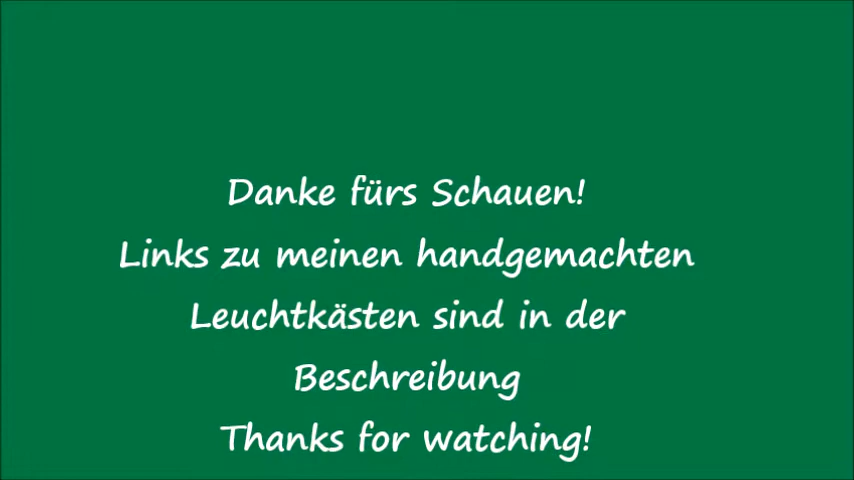 Danke fürs Schauen!
Links zu meinen handgemachten
Leuchtkästen sind in der
Beschreibung
Thanks for watching!